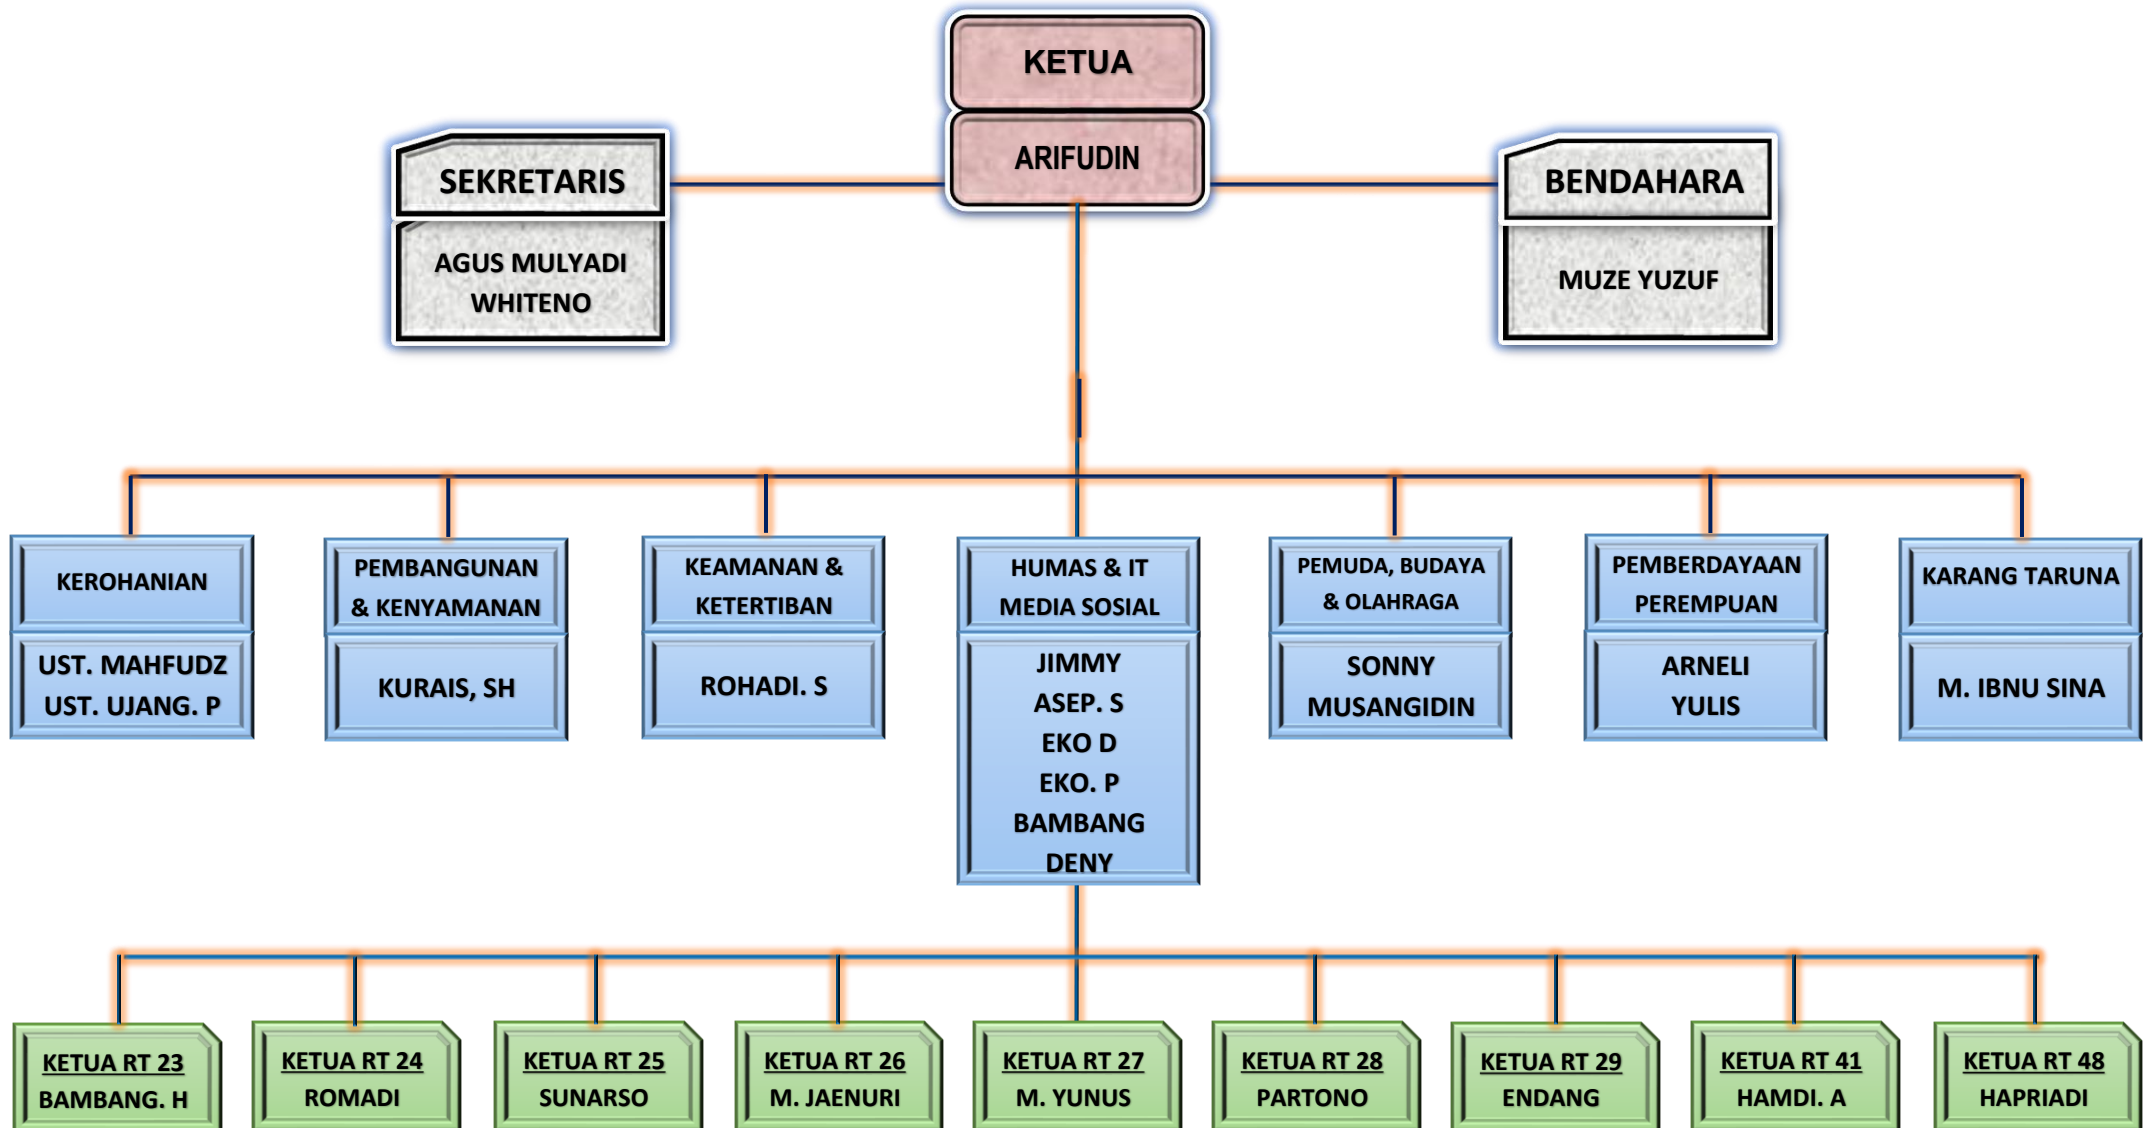 KETUA
ARIFUDIN
SEKRETARIS
AGUS MULYADI
WHITENO
BENDAHARA
MUZE YUZUF
KEROHANIAN
UST. MAHFUDZ
UST. UJANG. P
PEMBANGUNAN
& KENYAMANAN
KURAIS, SH
KEAMANAN &
KETERTIBAN
ROHADI. S
HUMAS & IT
MEDIA SOSIAL
JIMMY
ASEP. S
EKO D
EKO. P
BAMBANG
DENY
PEMUDA, BUDAYA
& OLAHRAGA
SONNY
MUSANGIDIN
PEMBERDAYAAN
PEREMPUAN
ARNELI
YULIS
KARANG TARUNA
M. IBNU SINA
KETUA RT 23
BAMBANG. H
KETUA RT 24
ROMADI
KETUA RT 25
SUNARSO
KETUA RT 26
M. JAENURI
KETUA RT 27
M. YUNUS
KETUA RT 28
PARTONO
KETUA RT 29
ENDANG
KETUA RT 41
HAMDI. A
KETUA RT 48
HAPRIADI